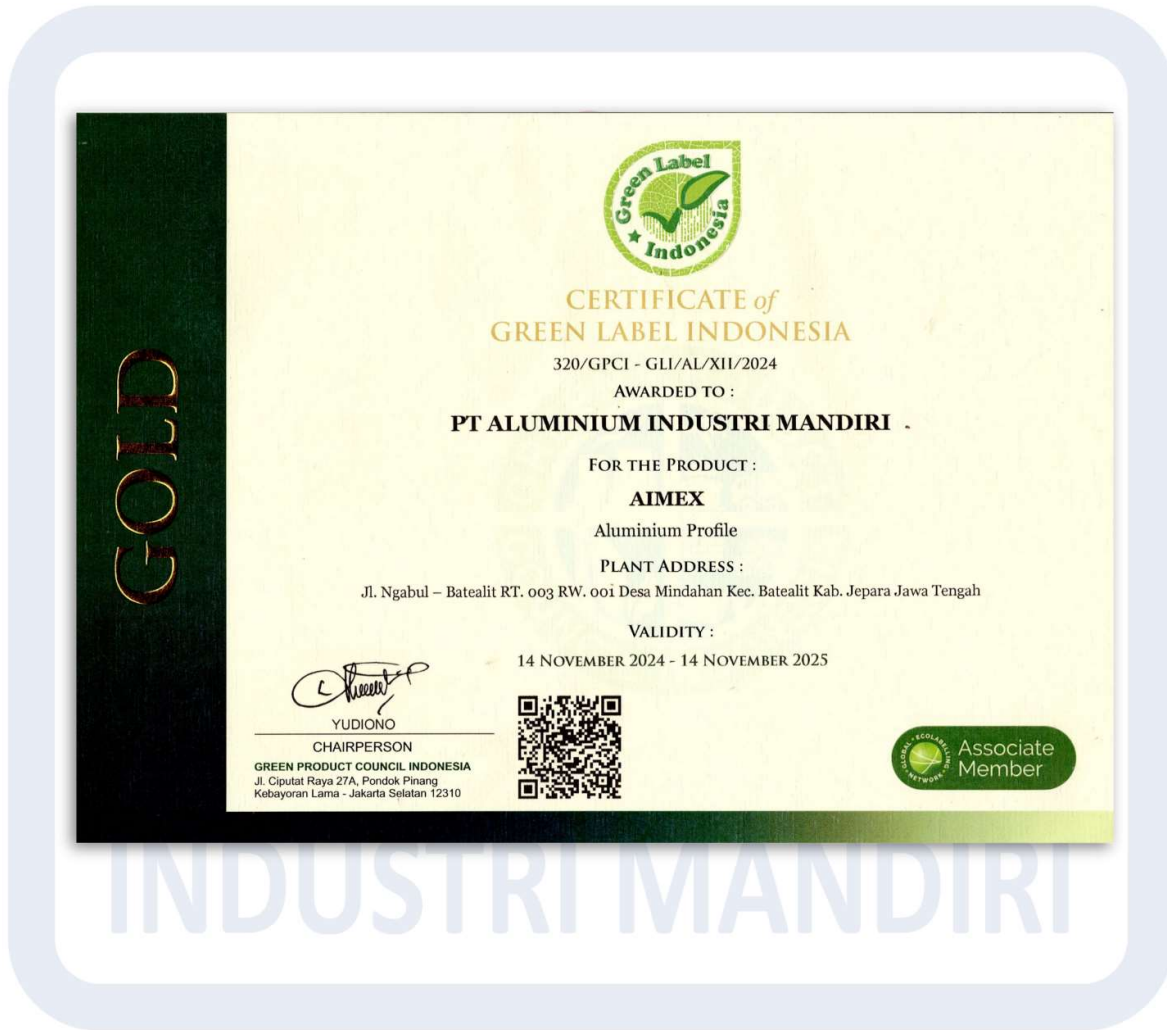 GOLD
Green Label
Indonesia
CERTIFICATE of
GREEN LABEL INDONESIA
320/GPCI - GLI/AL/XII/2024
AWARDED TO :
PT ALUMINIUM INDUSTRI MANDIRI
FOR THE PRODUCT :
AIMEX
Aluminium Profile
PLANT ADDRESS :
Jl. Ngabul – Batealit RT. 003 RW. 001 Desa Mindahan Kec. Batealit Kab. Jepara Jawa Tengah
VALIDITY :
14 NOVEMBER 2024 - 14 NOVEMBER 2025
YUDIONO
CHAIRPERSON
GREEN PRODUCT COUNCIL INDONESIA
Jl. Ciputat Raya 27A, Pondok Pinang
Kebayoran Lama - Jakarta Selatan 12310
GLOBAL • ECOLABELLING • NETWORK
Associate
Member
INDUSTRI MANDIRI